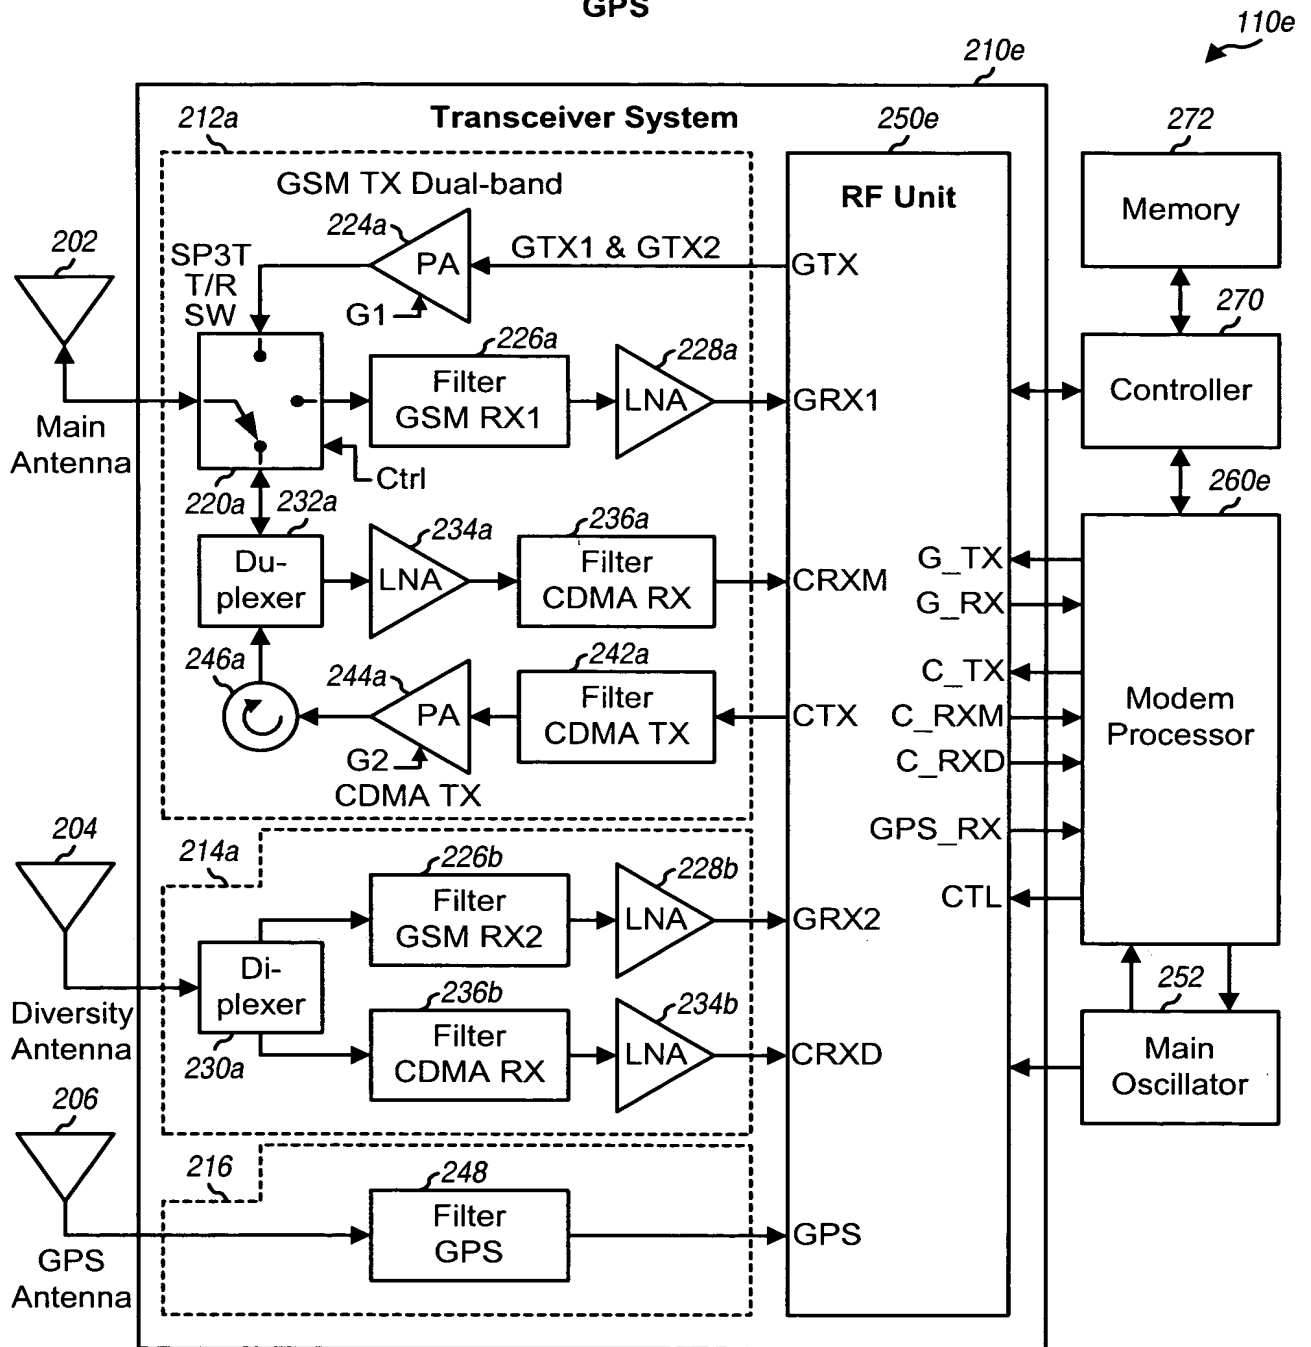 GPS
110e
210e
212a
Transceiver System
250e
272
GSM TX Dual-band
RF Unit
Memory
224a
PA
GTX1 & GTX2
GTX
202
SP3T
T/R
SW
G1
270
226a
228a
Filter
GSM RX1
LNA
GRX1
Controller
Main
Antenna
Ctrl
220a
232a
234a
236a
260e
Du-
plexer
LNA
Filter
CDMA RX
CRXM
G_TX
G_RX
246a
244a
242a
C_TX
PA
Filter
CDMA TX
CTX
C_RXM
C_RXD
Modem
Processor
G2
CDMA TX
204
214a
226b
228b
GPS_RX
Filter
GSM RX2
LNA
GRX2
CTL
Di-
plexer
236b
234b
252
Diversity
Antenna
230a
Filter
CDMA RX
LNA
CRXD
Main
Oscillator
206
216
248
Filter
GPS
GPS
GPS
Antenna